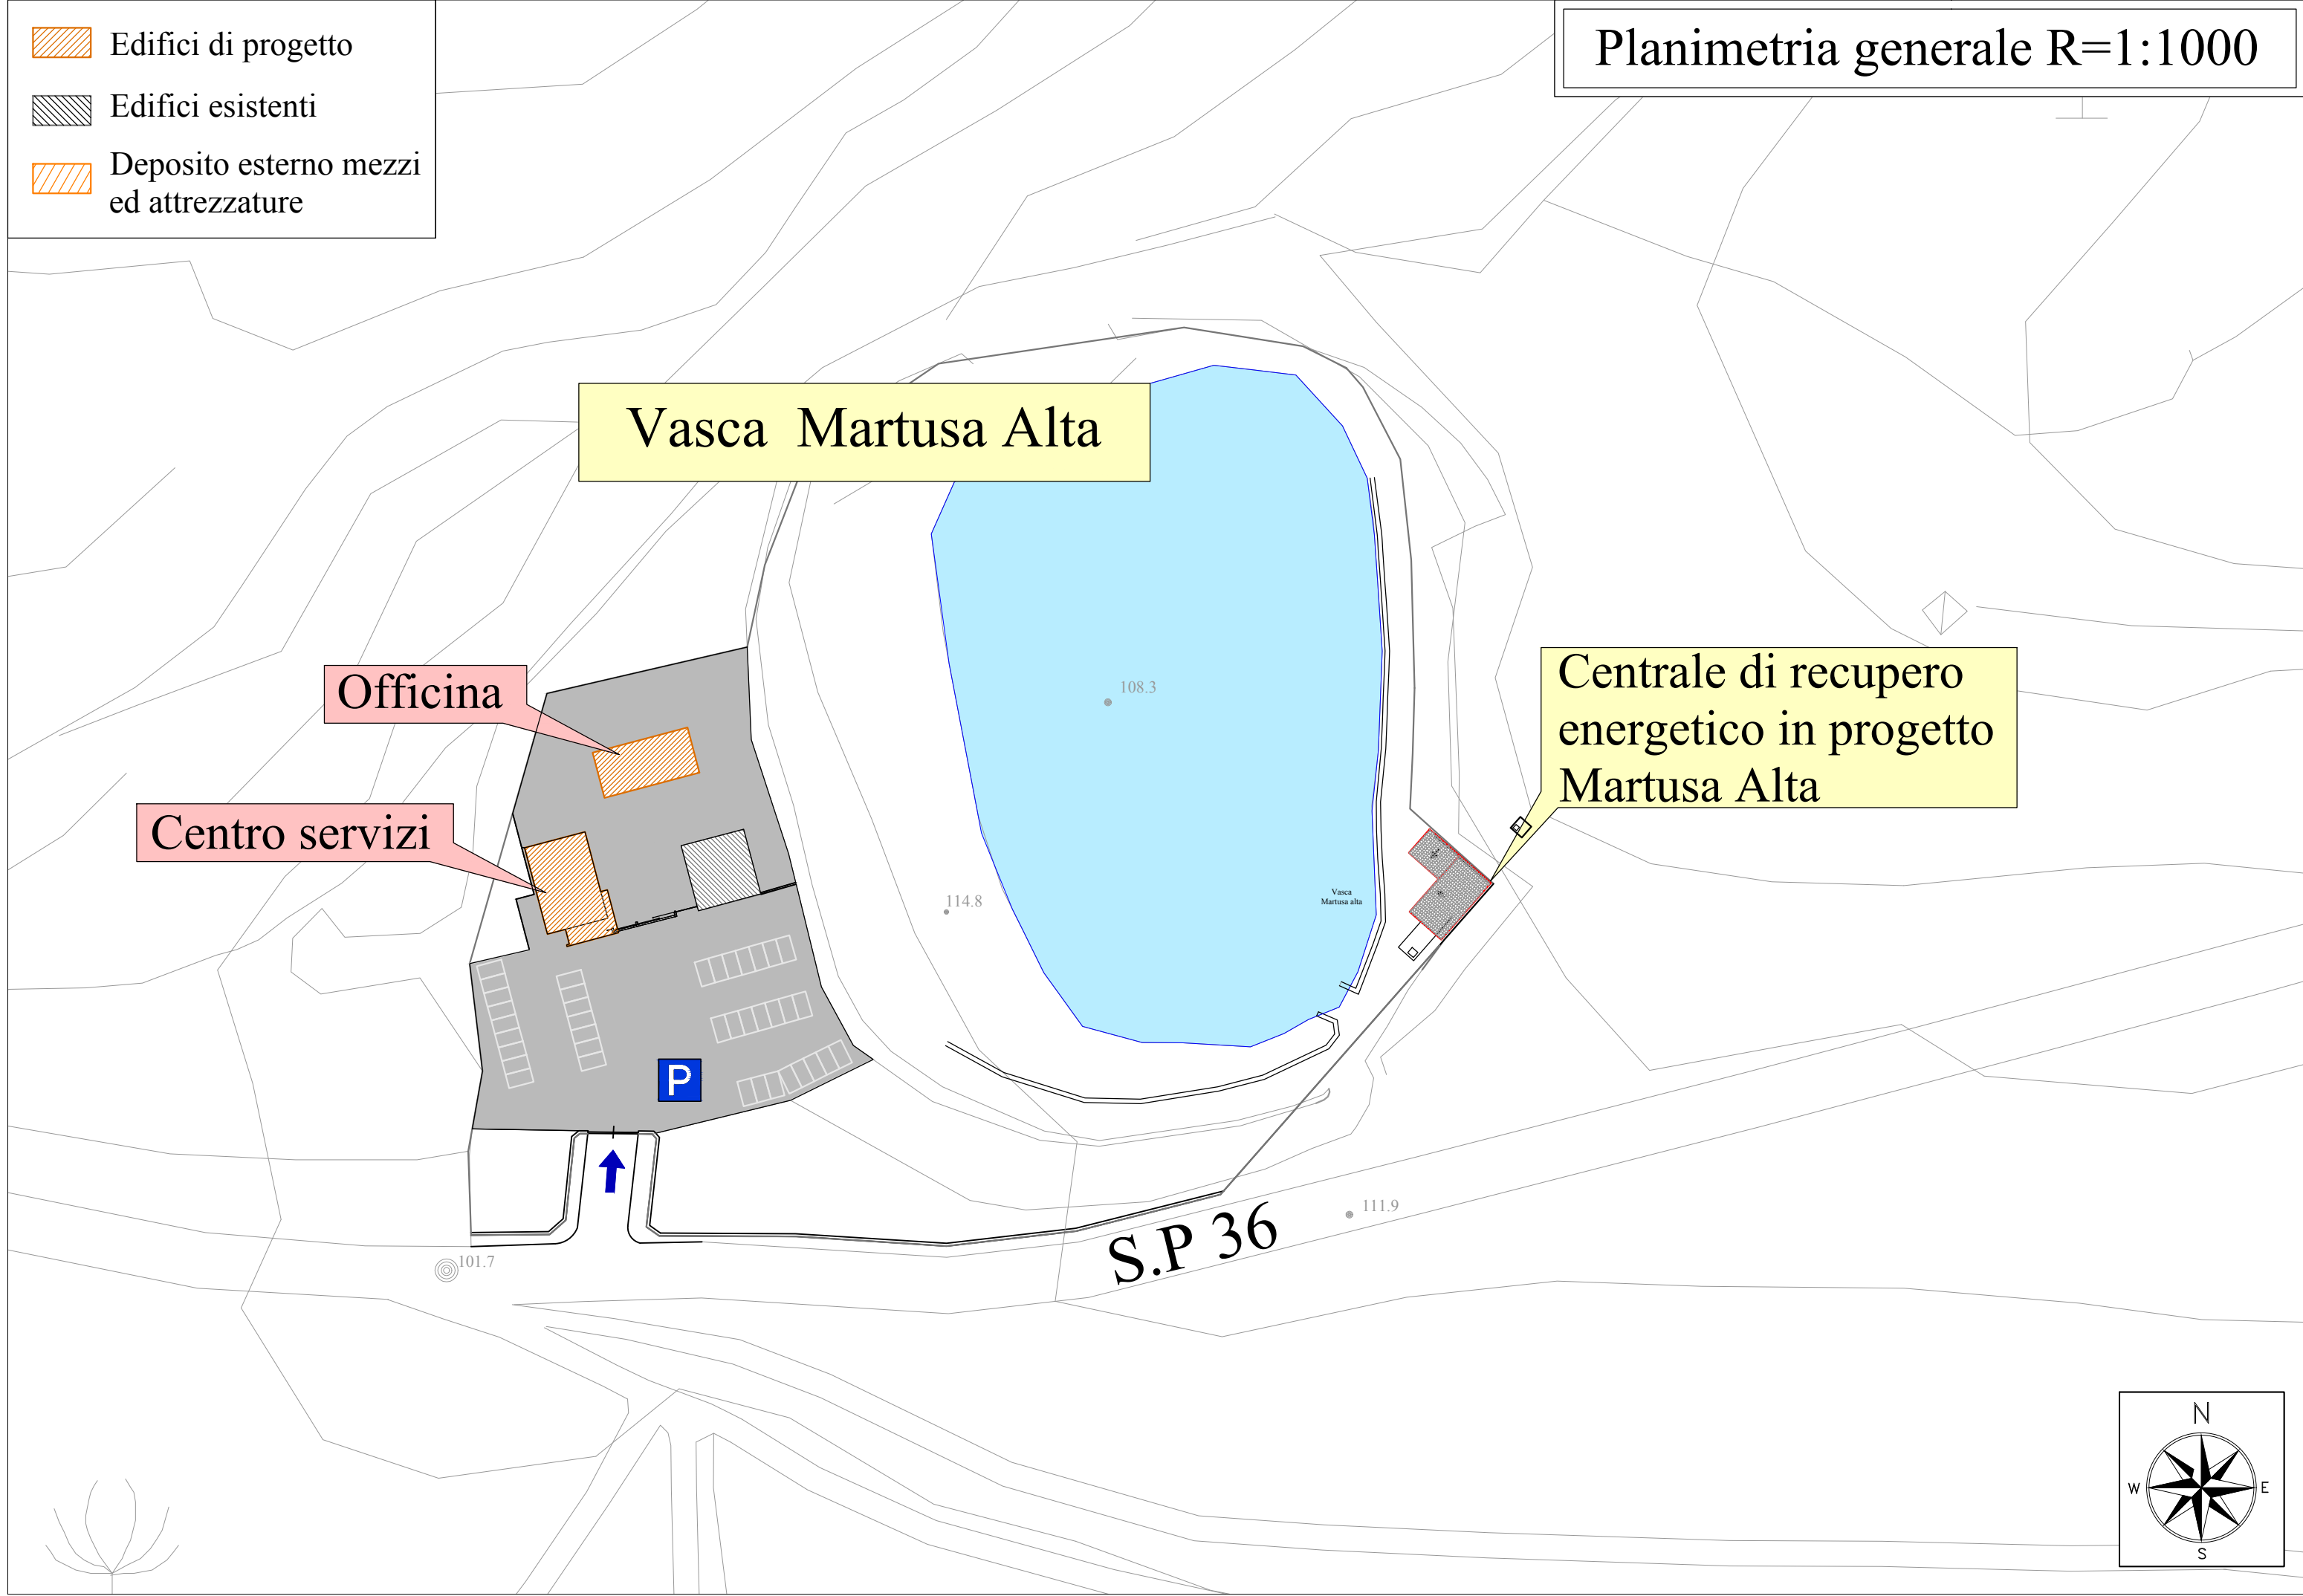 Edifici di progetto
Edifici esistenti
Deposito esterno mezzi
ed attrezzature
Planimetria generale R=1:1000
Vasca Martusa Alta
Officina
108.3
Centrale di recupero
energetico in progetto
Martusa Alta
Centro servizi
Vasca
Martusa alta
114.8
P
111.9
S.P 36
101.7
N
W
E
S